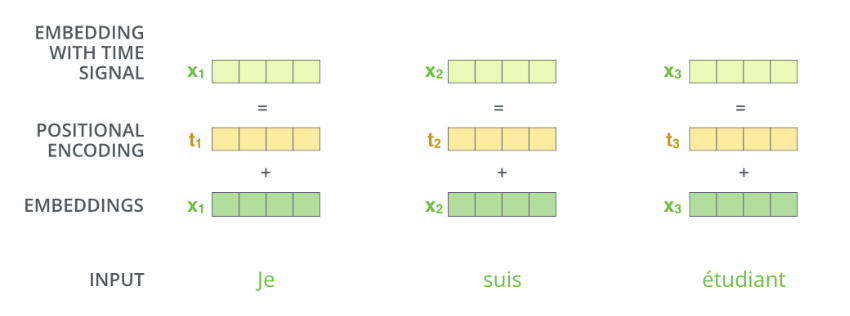 EMBEDDING
WITH TIME
SIGNAL
x₁
x₂
x₃
=
=
=
POSITIONAL
ENCODING
t₁
t₂
t₃
+
+
+
EMBEDDINGS
x₁
x₂
x₃
INPUT
Je
suis
étudiant